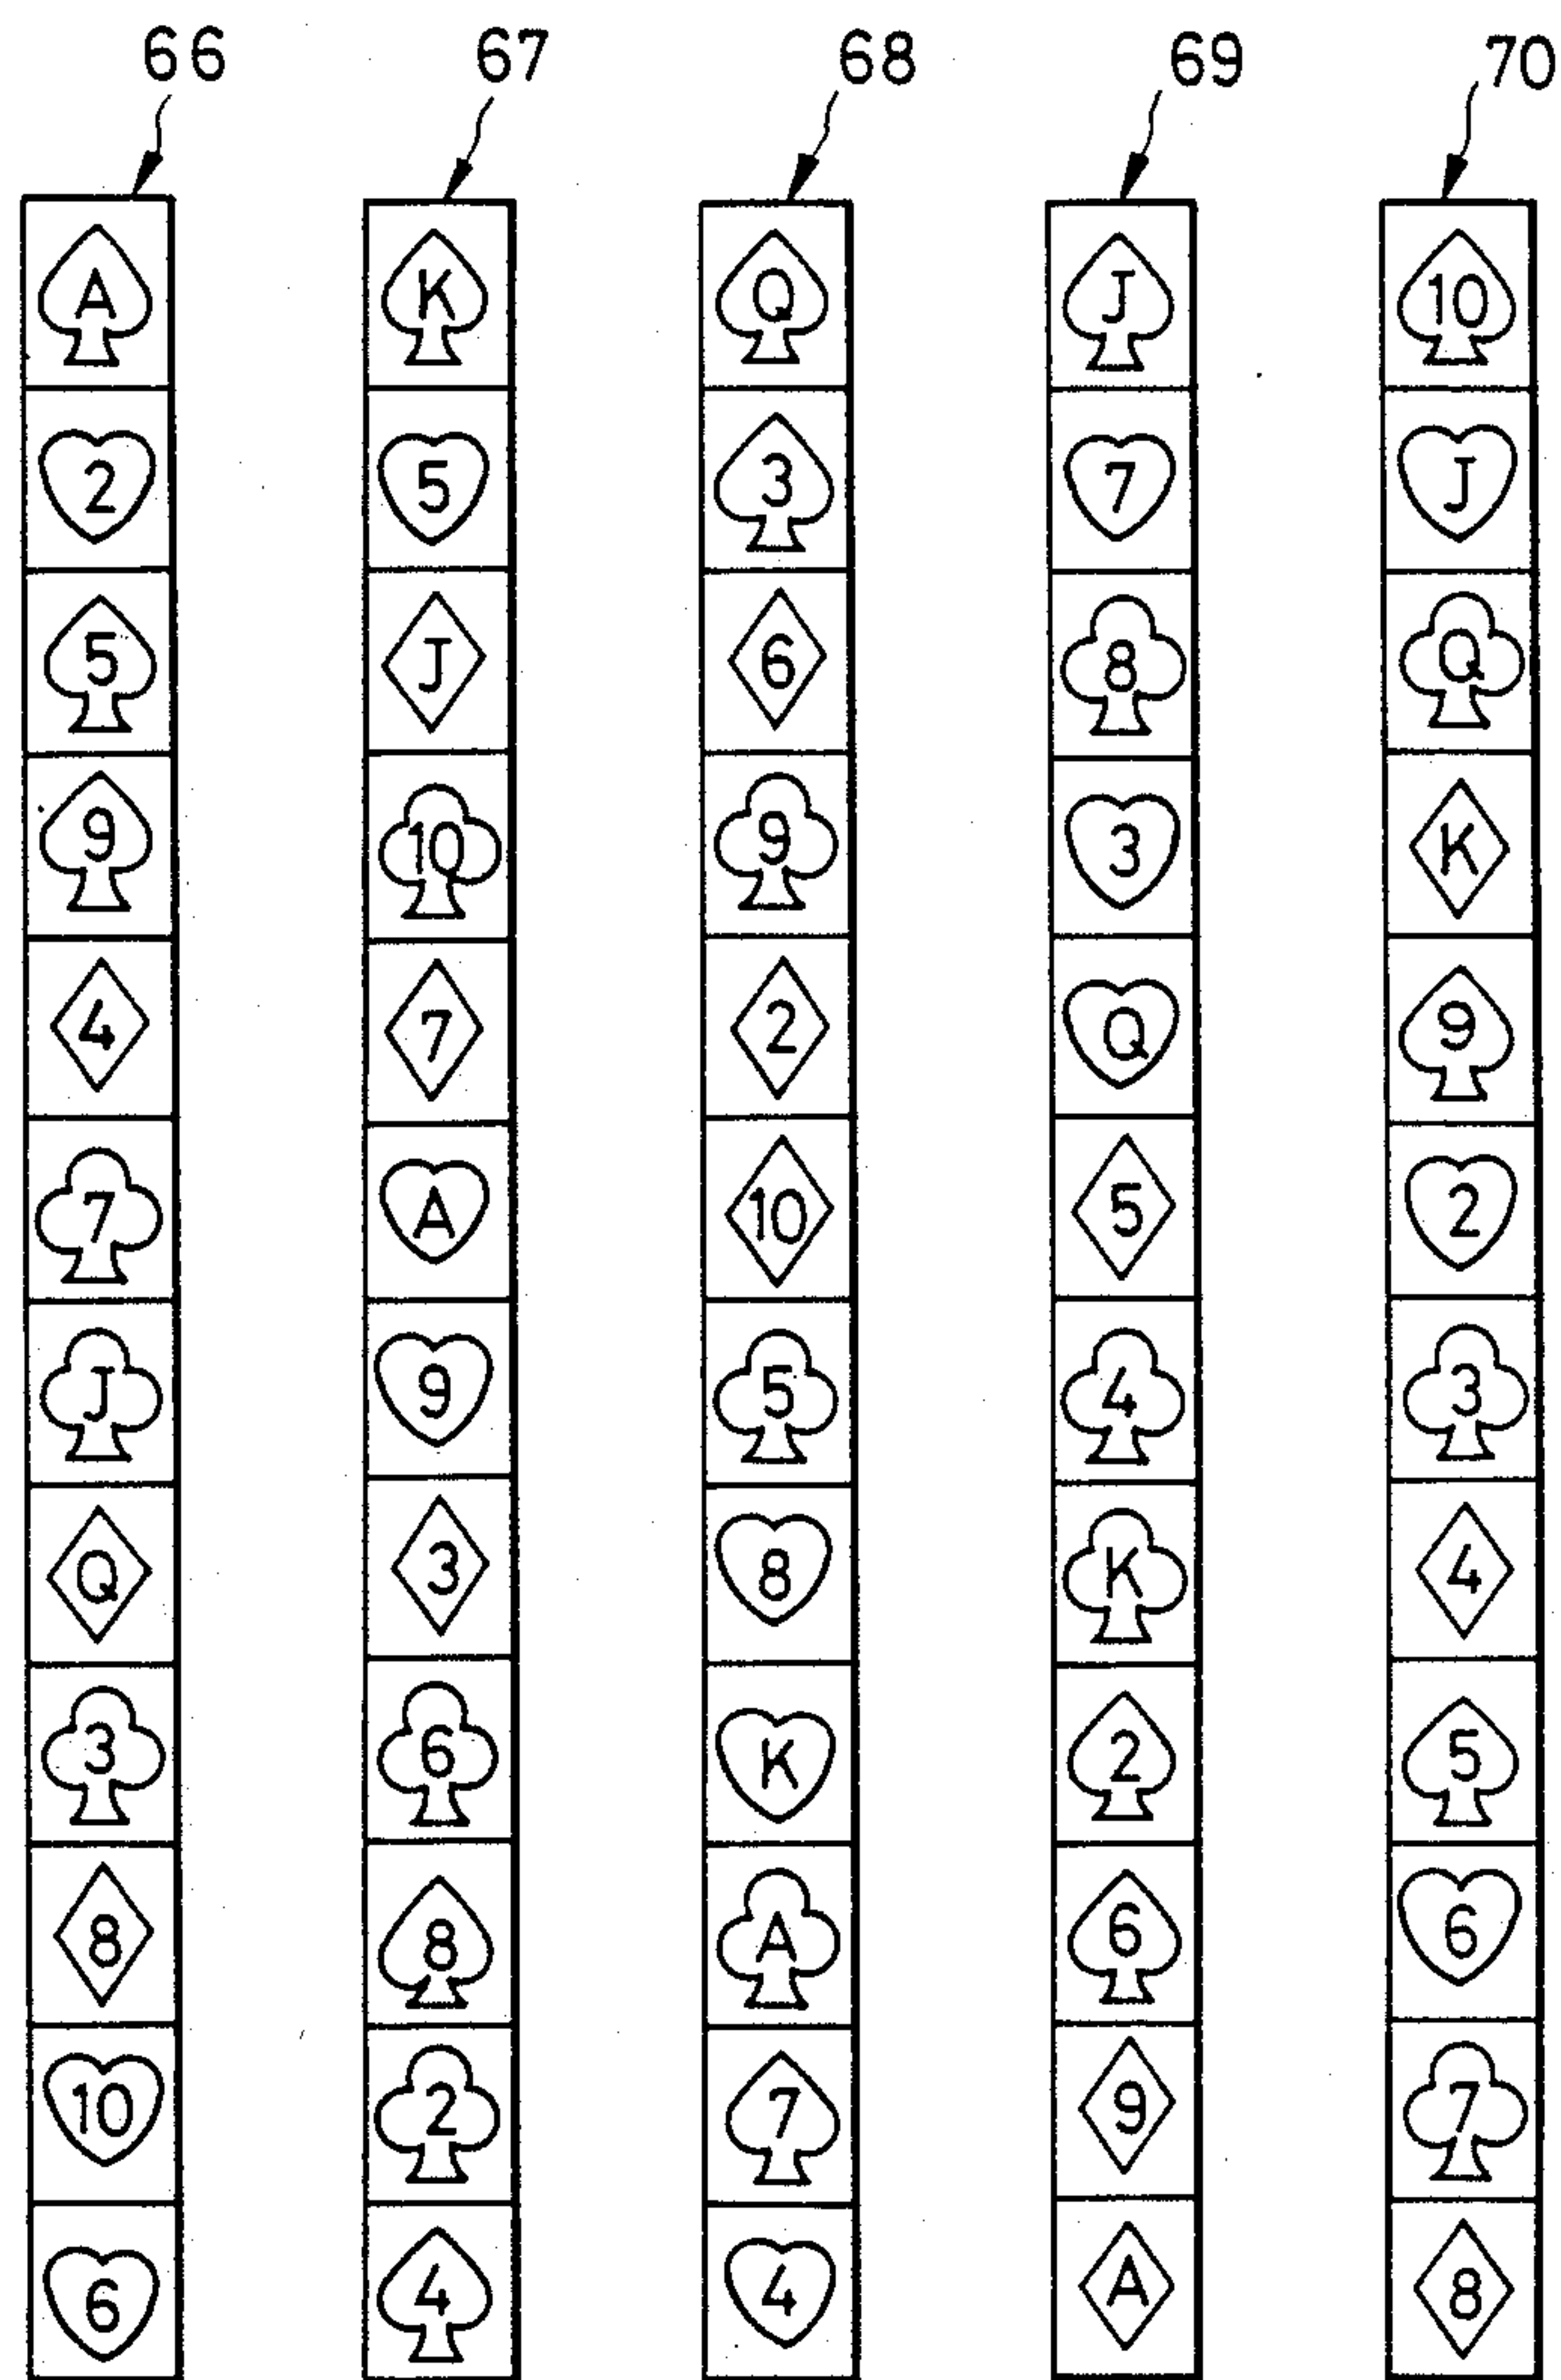 66 67 68 69 70
A K Q J 10
2 5 3 7 J
5 J 6 8 Q
9 10 9 3 K
4 7 2 Q 9
7 A 10 5 2
J 9 5 4 3
Q 3 8 K 4
3 6 K 2 5
8 8 A 6 6
10 2 7 9 7
6 4 4 A 8